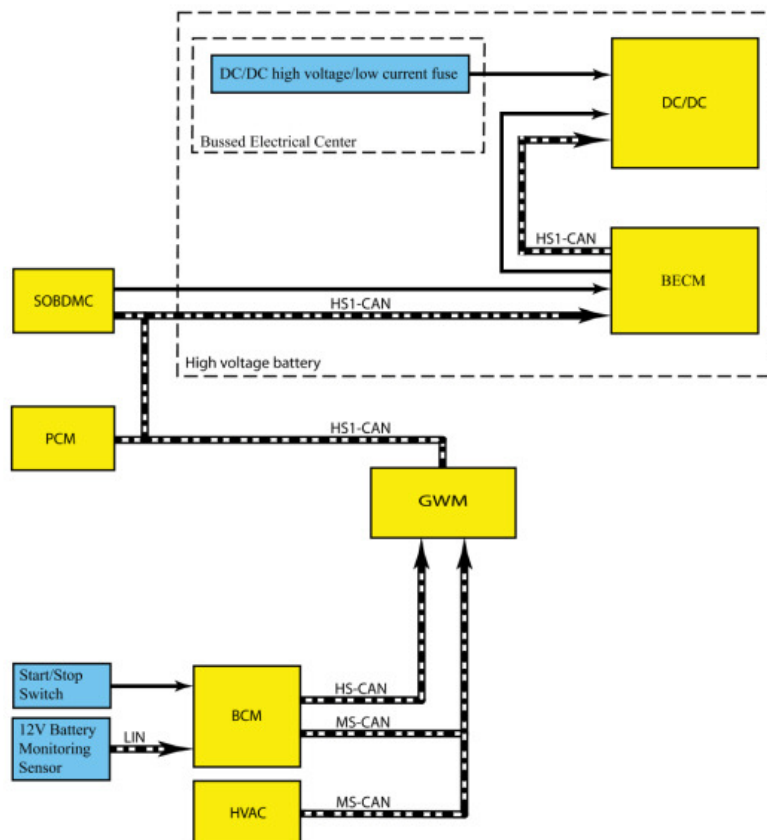 DC/DC high voltage/low current fuse
DC/DC
Bussed Electrical Center
HS1-CAN
BECM
SOBDMC
HS1-CAN
High voltage battery
PCM
HS1-CAN
GWM
Start/Stop
Switch
BCM
HS-CAN
12V Battery
Monitoring
Sensor
LIN
MS-CAN
HVAC
MS-CAN